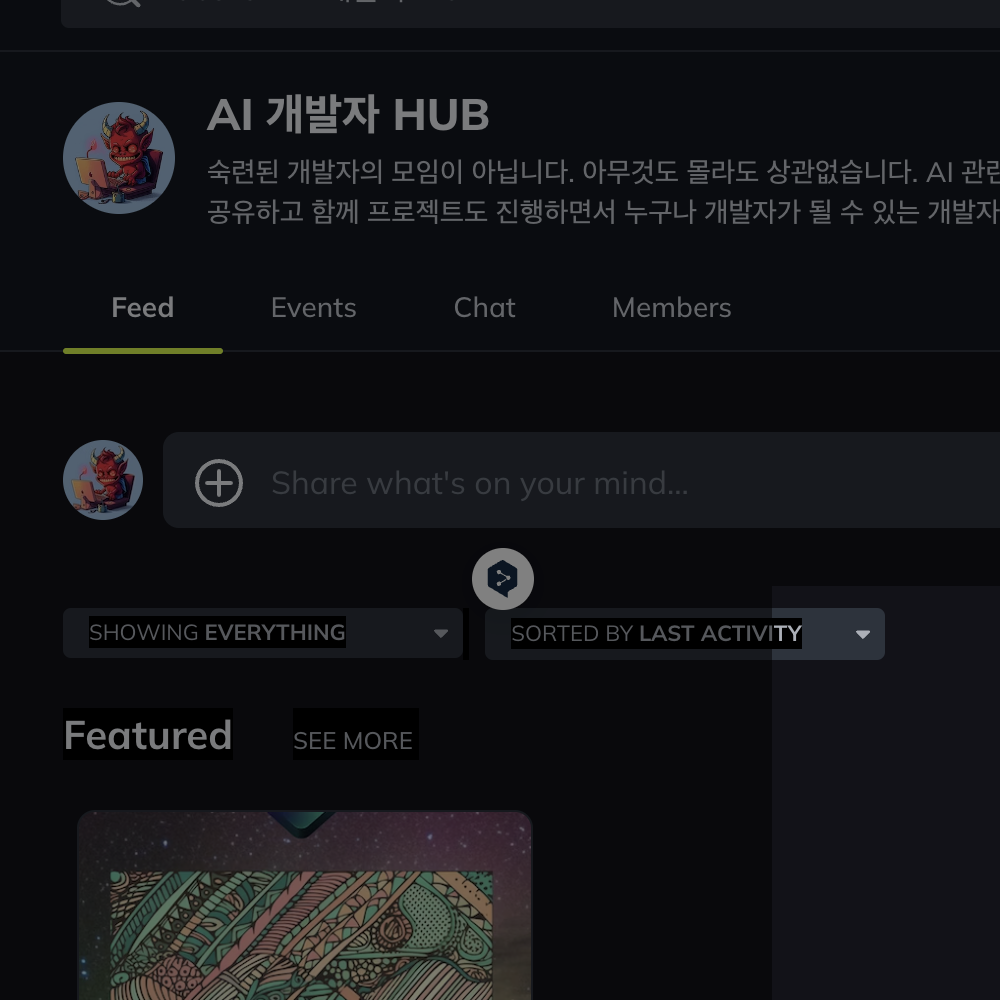 AI 개발자 HUB
숙련된 개발자의 모임이 아닙니다. 아무것도 몰라도 상관없습니다. AI 관련
공유하고 함께 프로젝트도 진행하면서 누구나 개발자가 될 수 있는 개발자
Feed Events Chat Members
Share what's on your mind...
SHOWING EVERYTHING SORTED BY LAST ACTIVITY
Featured SEE MORE